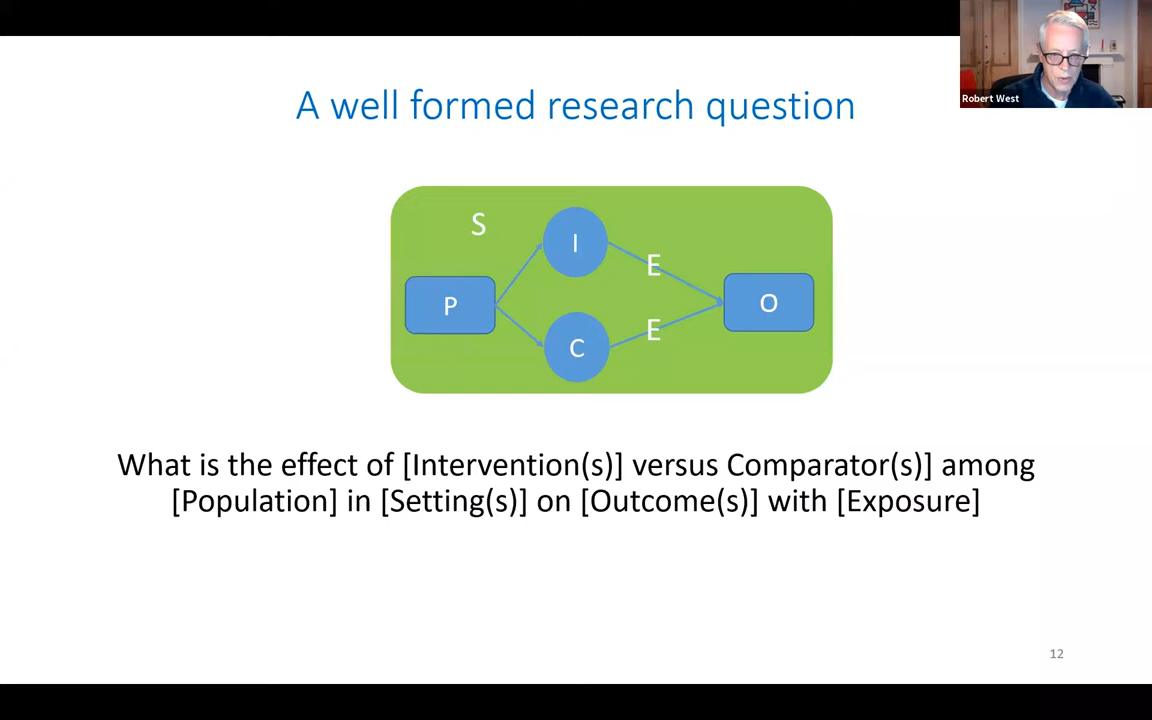 Robert West
A well formed research question
S
I
E
P
O
E
C
What is the effect of [Intervention(s)] versus Comparator(s)] among
[Population] in [Setting(s)] on [Outcome(s)] with [Exposure]
12